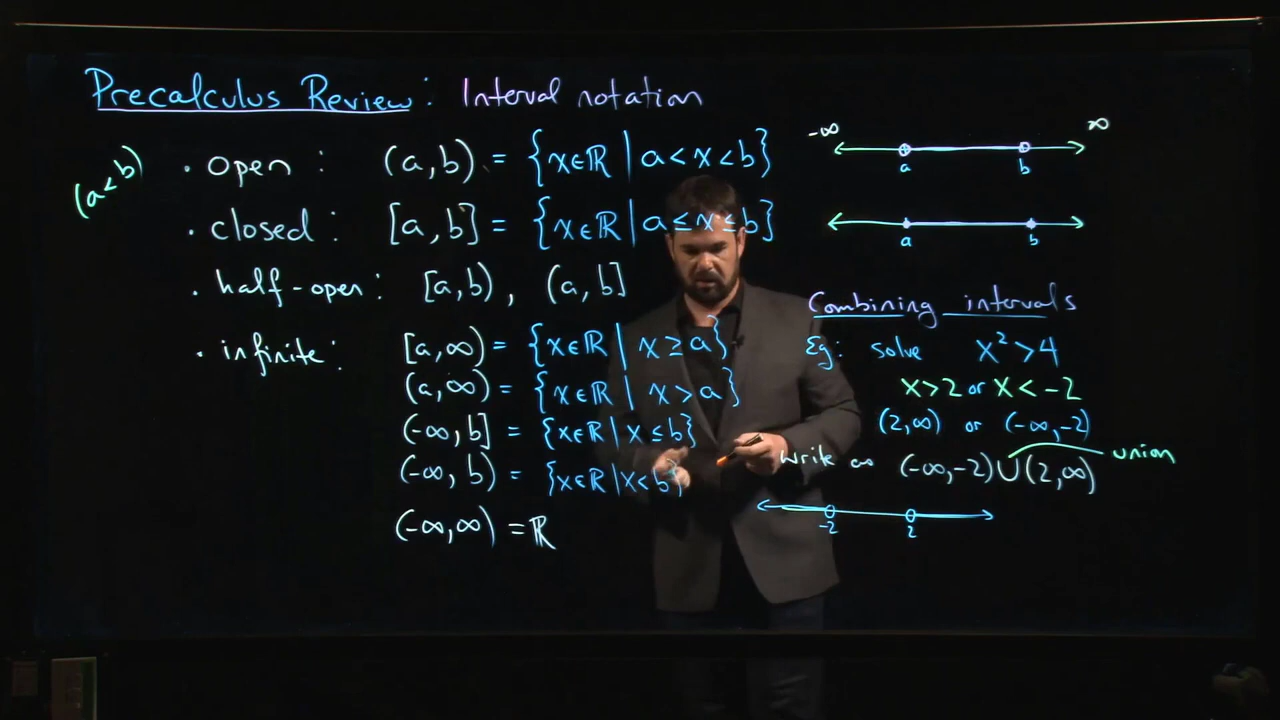 Precalculus Review: Interval notation
(a<b)
• open : (a,b) = {x∈ℝ | a<x<b}
• closed : [a,b] = {x∈ℝ | a≤x≤b}
• half-open : [a,b) , (a,b]
• infinite : [a,∞) = {x∈ℝ | x≥a}
(a,∞) = {x∈ℝ | x>a}
(-∞,b] = {x∈ℝ | x≤b}
(-∞,b) = {x∈ℝ | x<b}
(-∞,∞) = ℝ
-∞ ∞
a b
a b
Combining intervals
Eg: solve x²>4
x>2 or x<-2
(2,∞) or (-∞,-2)
Write as (-∞,-2)∪(2,∞) union
-2 2